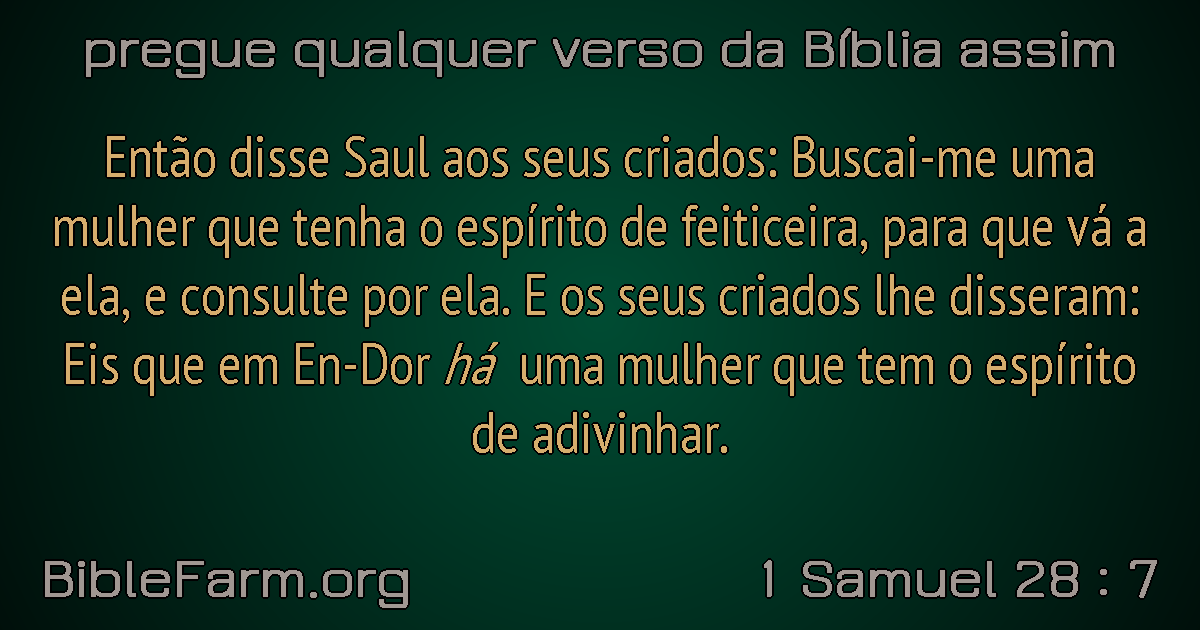 pregue qualquer verso da Bíblia assim
Então disse Saul aos seus criados: Buscai-me uma
mulher que tenha o espírito de feiticeira, para que vá a
ela, e consulte por ela. E os seus criados lhe disseram:
Eis que em En-Dor há uma mulher que tem o espírito
de adivinhar.
BibleFarm.org
1 Samuel 28 : 7